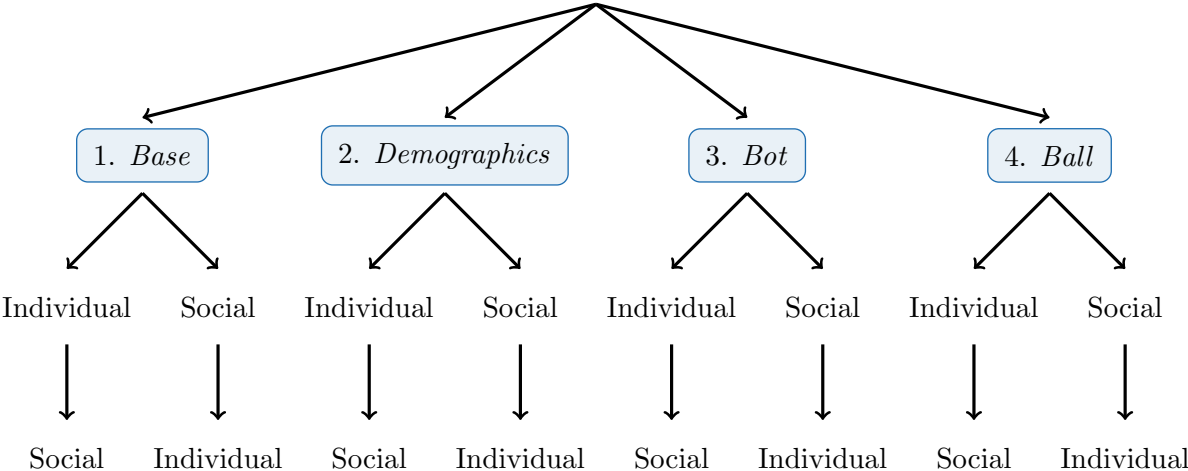 1. Base 2. Demographics 3. Bot 4. Ball
Individual Social Individual Social Individual Social Individual Social
Social Individual Social Individual Social Individual Social Individual